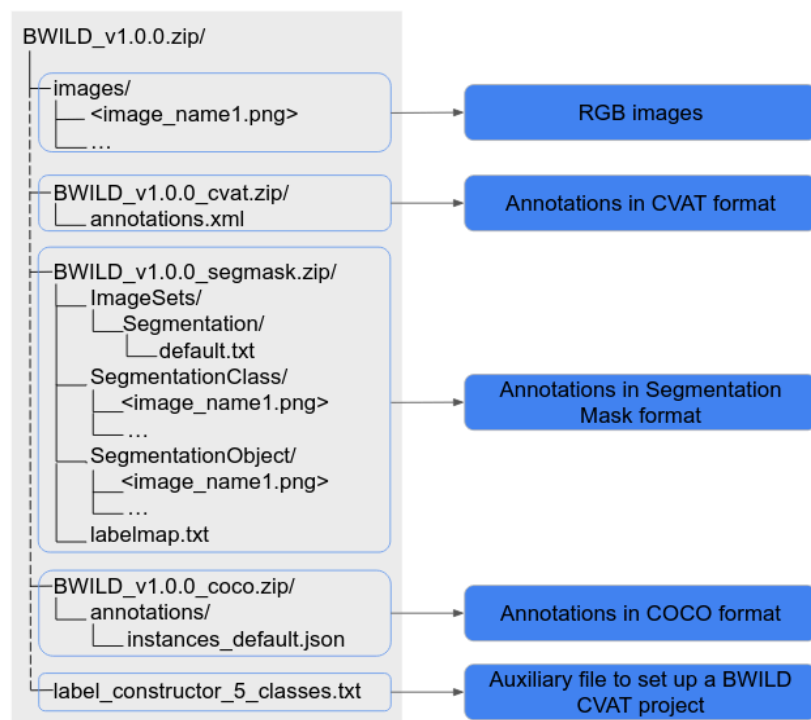 BWILD_v1.0.0.zip/
images/
<image_name1.png>
...
RGB images
BWILD_v1.0.0_cvat.zip/
annotations.xml
Annotations in CVAT format
BWILD_v1.0.0_segmask.zip/
ImageSets/
Segmentation/
default.txt
SegmentationClass/
<image_name1.png>
...
SegmentationObject/
<image_name1.png>
...
labelmap.txt
Annotations in Segmentation
Mask format
BWILD_v1.0.0_coco.zip/
annotations/
instances_default.json
Annotations in COCO format
label_constructor_5_classes.txt
Auxiliary file to set up a BWILD
CVAT project